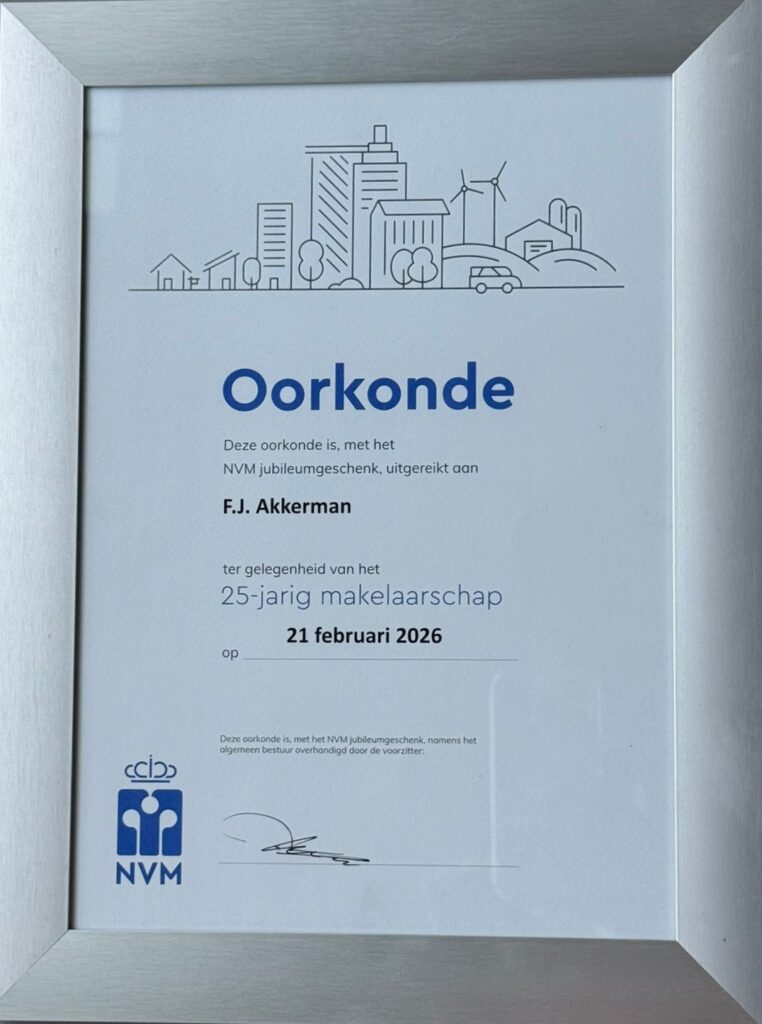 Oorkonde
Deze oorkonde is, met het
NVM jubileumgeschenk, uitgereikt aan
F.J. Akkerman
ter gelegenheid van het
25-jarig makelaarschap
21 februari 2026
op
Deze oorkonde is, met het NVM jubileumgeschenk, namens het
algemeen bestuur overhandigd door de voorzitter:
NVM